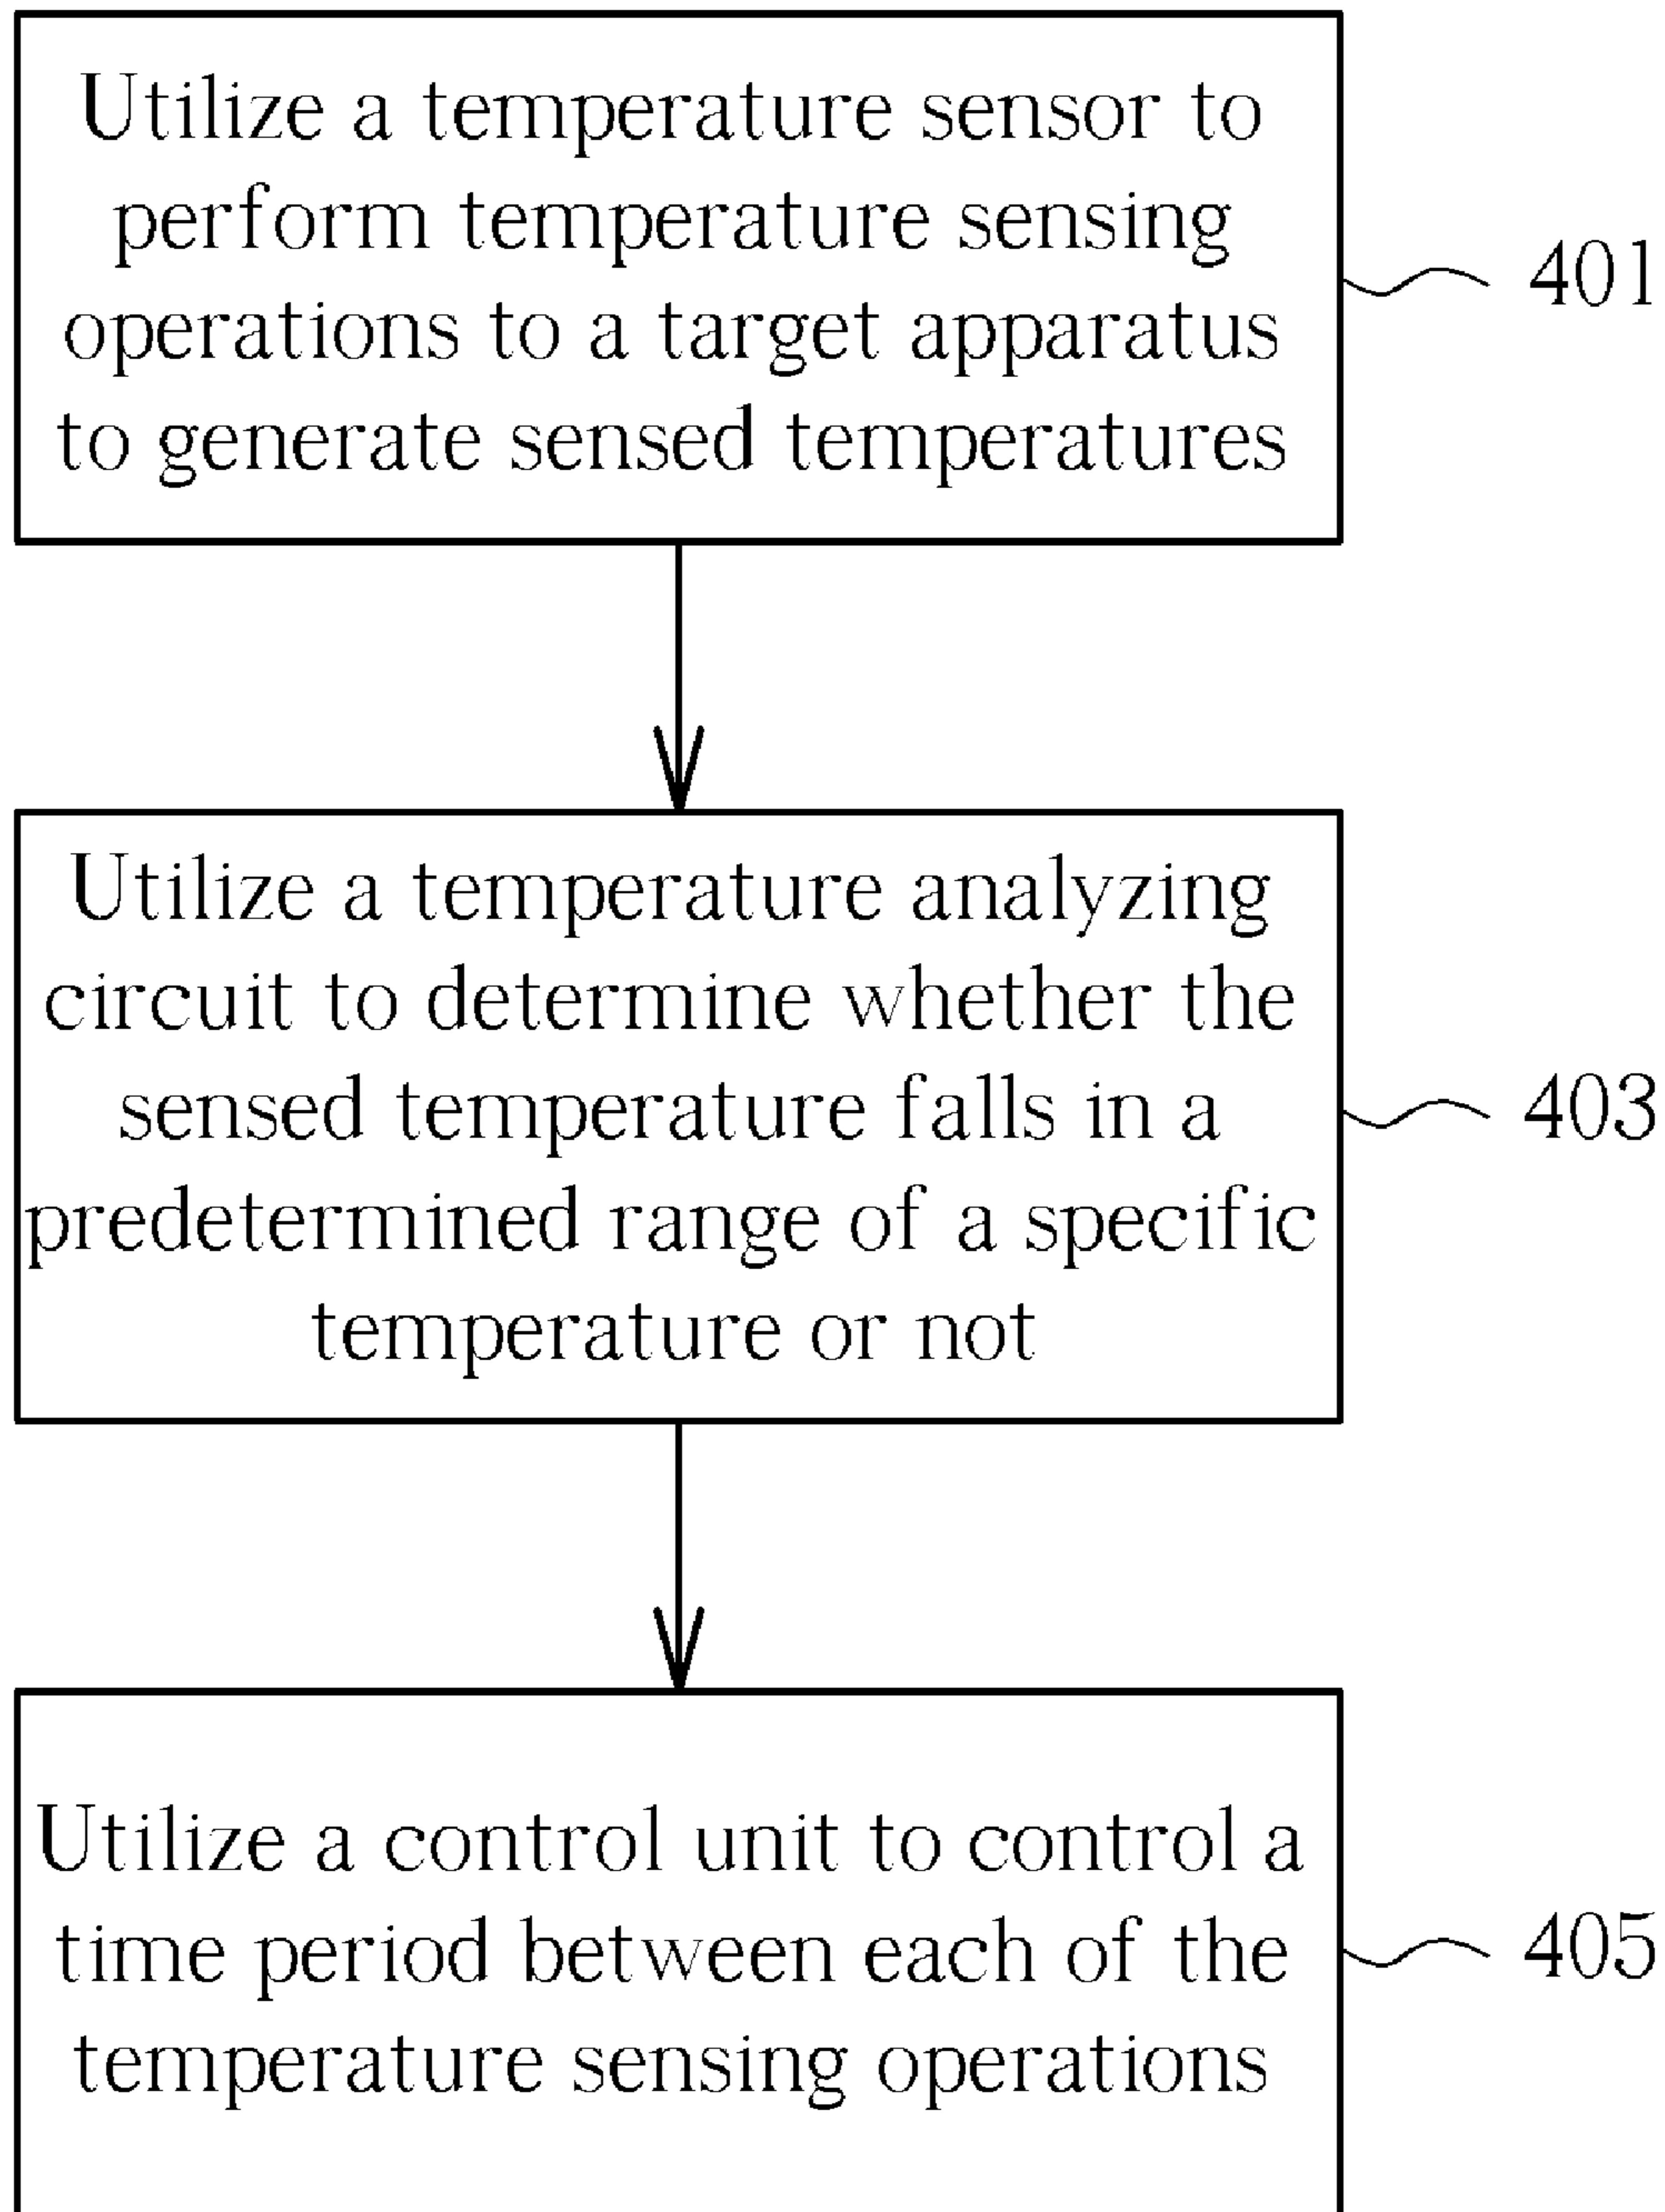 Utilize a temperature sensor to
perform temperature sensing
operations to a target apparatus
to generate sensed temperatures
401
Utilize a temperature analyzing
circuit to determine whether the
sensed temperature falls in a
predetermined range of a specific
temperature or not
403
Utilize a control unit to control a
time period between each of the
temperature sensing operations
405